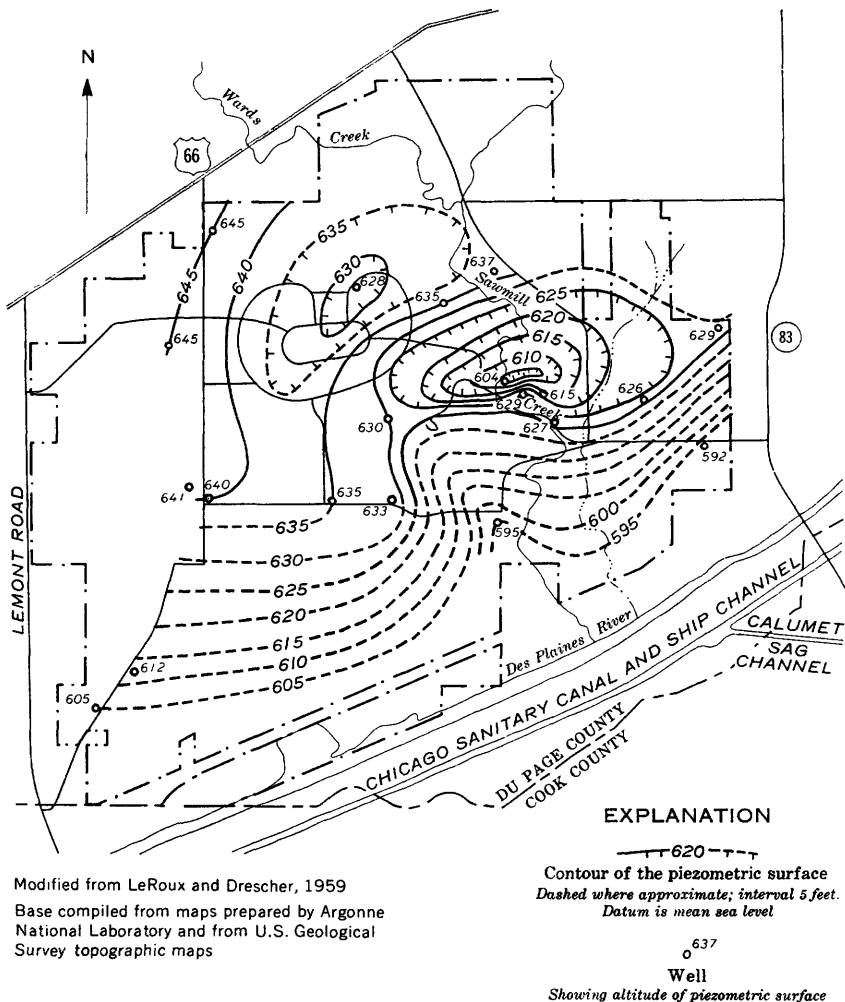 N
Wards
Creek
66
645
635
645
640
630
628
637
Sawmill
635
625
620
615
610
629
83
645
604
615
629
626
Creek
627
630
592
641
640
635
633
635
600
595
595
630
625
620
615
610
612
605
605
LEMONT ROAD
Des Plaines River
CHICAGO SANITARY CANAL AND SHIP CHANNEL
CALUMET
SAG
CHANNEL
DU PAGE COUNTY
COOK COUNTY
EXPLANATION
620
Contour of the piezometric surface
Dashed where approximate; interval 5 feet.
Datum is mean sea level
637
Well
Showing altitude of piezometric surface
Modified from LeRoux and Drescher, 1959
Base compiled from maps prepared by Argonne
National Laboratory and from U.S. Geological
Survey topographic maps